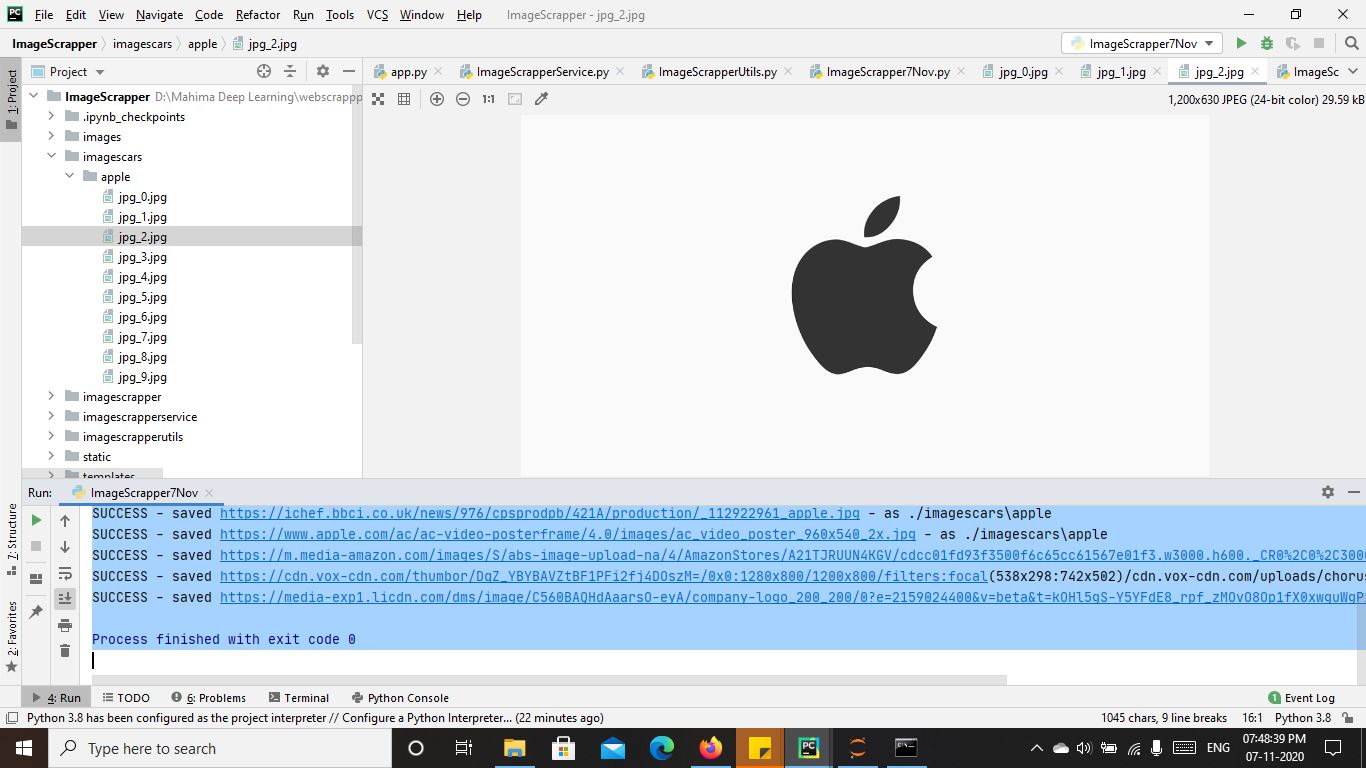 File Edit View Navigate Code Refactor Run Tools VCS Window Help ImageScrapper - jpg_2.jpg
ImageScrapper imagescars apple jpg_2.jpg ImageScrapper7Nov
1: Project
Project
app.py ImageScrapperService.py ImageScrapperUtils.py ImageScrapper7Nov.py jpg_0.jpg jpg_1.jpg jpg_2.jpg ImageSc
1:1 1,200x630 JPEG (24-bit color) 29.59 kB
ImageScrapper D:\Mahima Deep Learning\webscrappp
.ipynb_checkpoints
images
imagescars
apple
jpg_0.jpg
jpg_1.jpg
jpg_2.jpg
jpg_3.jpg
jpg_4.jpg
jpg_5.jpg
jpg_6.jpg
jpg_7.jpg
jpg_8.jpg
jpg_9.jpg
imagescrapper
imagescrapperservice
imagescrapperutils
static
templates
Run: ImageScrapper7Nov
7: Structure
2: Favorites
SUCCESS - saved https://ichef.bbci.co.uk/news/976/cpsprodpb/421A/production/_112922961_apple.jpg - as ./imagescars\apple
SUCCESS - saved https://www.apple.com/ac/ac-video-posterframe/4.0/images/ac_video_poster_960x540_2x.jpg - as ./imagescars\apple
SUCCESS - saved https://m.media-amazon.com/images/S/abs-image-upload-na/4/AmazonStores/A21TJRUUN4KGV/cdcc01fd93f3500f6c65cc61567e01f3.w3000.h600._CR0%2C0%2C3000
SUCCESS - saved https://cdn.vox-cdn.com/thumbor/DqZ_YBYBAVZtBF1PFi2fj4DOszM=/0x0:1280x800/1200x800/filters:focal(538x298:742x502)/cdn.vox-cdn.com/uploads/chorus
SUCCESS - saved https://media-exp1.licdn.com/dms/image/C560BAQHdAaarsO-eyA/company-logo_200_200/0?e=2159024400&v=beta&t=kOHl5gS-Y5YFdE8_rpf_zMOvO8Op1fX0xwguWgP
Process finished with exit code 0
4: Run TODO 6: Problems Terminal Python Console 1 Event Log
Python 3.8 has been configured as the project interpreter // Configure a Python Interpreter... (22 minutes ago) 1045 chars, 9 line breaks 16:1 Python 3.8
Type here to search ENG 07:48:39 PM
07-11-2020